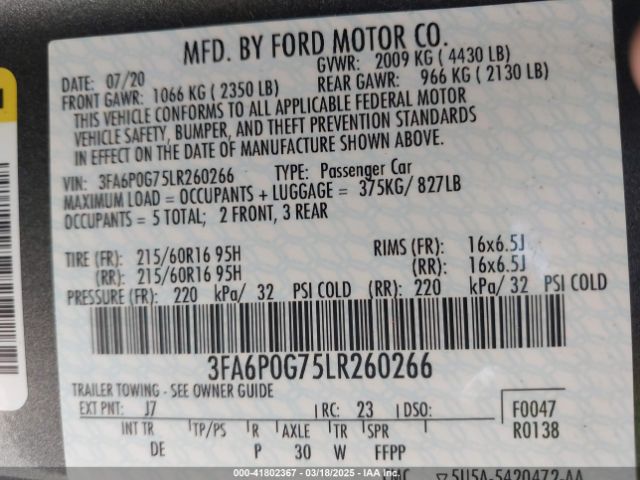 MFD. BY FORD MOTOR CO.
DATE: 07/20 GVWR: 2009 KG ( 4430 LB)
FRONT GAWR: 1066 KG ( 2350 LB) REAR GAWR: 966 KG ( 2130 LB)
THIS VEHICLE CONFORMS TO ALL APPLICABLE FEDERAL MOTOR
VEHICLE SAFETY, BUMPER, AND THEFT PREVENTION STANDARDS
IN EFFECT ON THE DATE OF MANUFACTURE SHOWN ABOVE.
VIN: 3FA6P0G75LR260266 TYPE: Passenger Car
MAXIMUM LOAD = OCCUPANTS + LUGGAGE = 375KG/ 827LB
OCCUPANTS = 5 TOTAL; 2 FRONT, 3 REAR
TIRE (FR): 215/60R16 95H RIMS (FR): 16x6.5J
(RR): 215/60R16 95H (RR): 16x6.5J
PRESSURE (FR): 220 kPa/ 32 PSI COLD (RR): 220 kPa/ 32 PSI COLD
3FA6P0G75LR260266
TRAILER TOWING - SEE OWNER GUIDE
EXT PNT: J7 RC: 23 DSO: F0047
INT TR TP/PS R AXLE TR SPR R0138
DE P 30 W FFPP
5U5A-5420472-AA
000-41802367 - 03/18/2025 - IAA Inc.